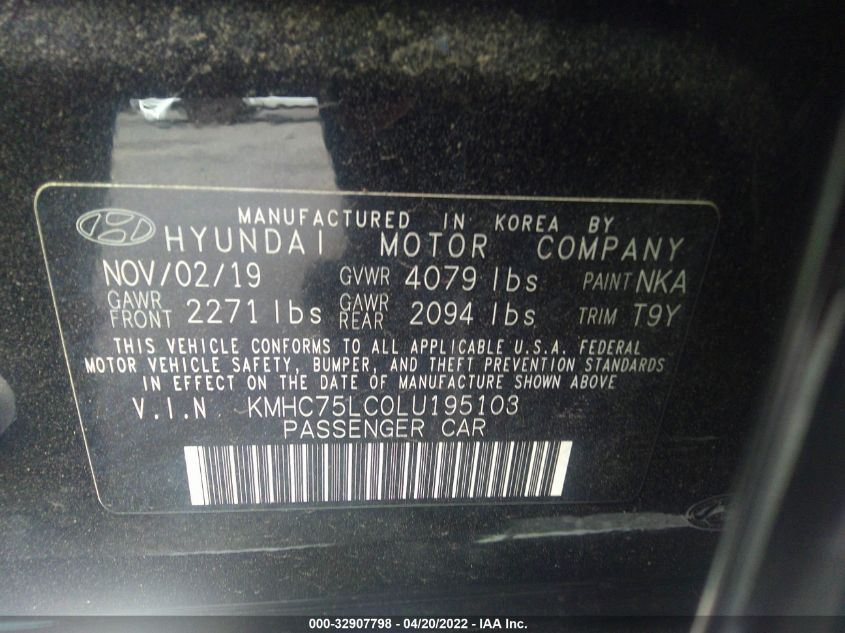 MANUFACTURED IN KOREA BY
HYUNDAI MOTOR COMPANY
NOV/02/19 GVWR 4079 lbs PAINT NKA
GAWR FRONT 2271 lbs GAWR REAR 2094 lbs TRIM T9Y
THIS VEHICLE CONFORMS TO ALL APPLICABLE U.S.A. FEDERAL
MOTOR VEHICLE SAFETY, BUMPER, AND THEFT PREVENTION STANDARDS
IN EFFECT ON THE DATE OF MANUFACTURE SHOWN ABOVE
V.I.N KMHC75LC0LU195103
PASSENGER CAR
000-32907798 - 04/20/2022 - IAA Inc.